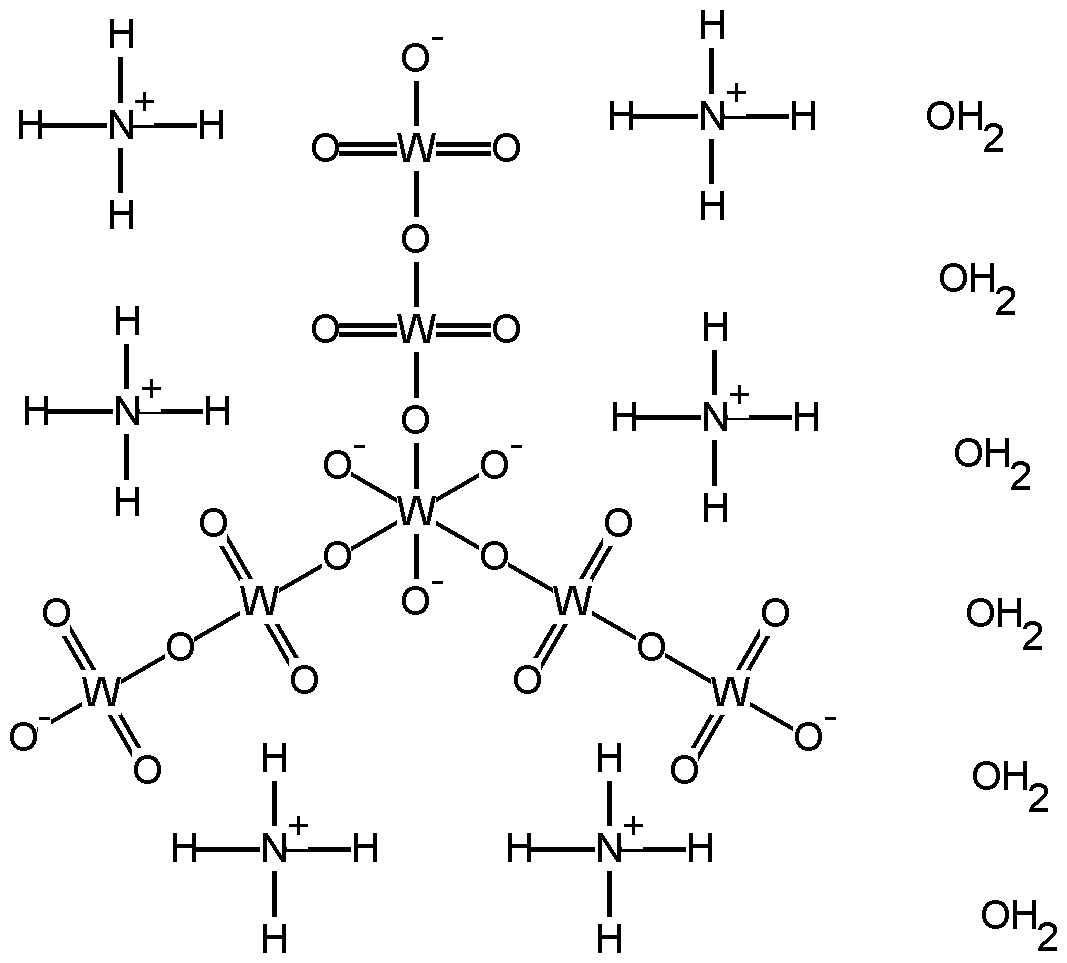 H H
O⁻
H N⁺ H H N⁺ H OH₂
O W O
H H
O
OH₂
H O W O H
H N⁺ H O H N⁺ H
O⁻ O⁻ OH₂
H W H
O O
O O
W O⁻ W
O O OH₂
O O
O O
W W
O⁻ O⁻
H H
O O OH₂
H N⁺ H H N⁺ H
OH₂
H H